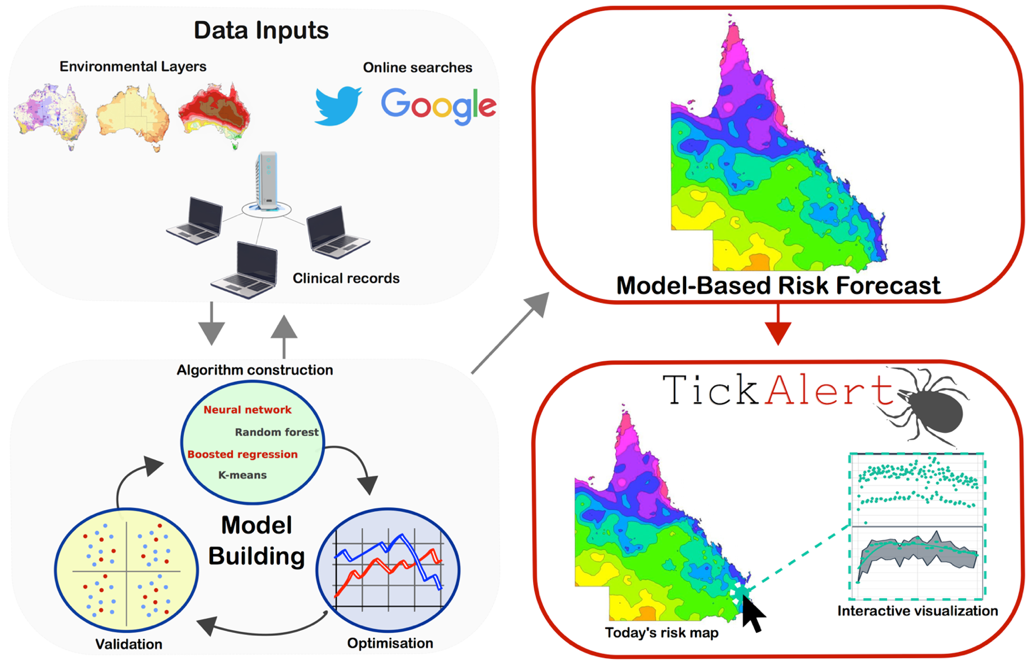 Data Inputs
Environmental Layers
Online searches
Google
Clinical records
Model-Based Risk Forecast
Algorithm construction
Neural network
Random forest
Boosted regression
K-means
Model
Building
Validation
Optimisation
TickAlert
Today's risk map
Interactive visualization